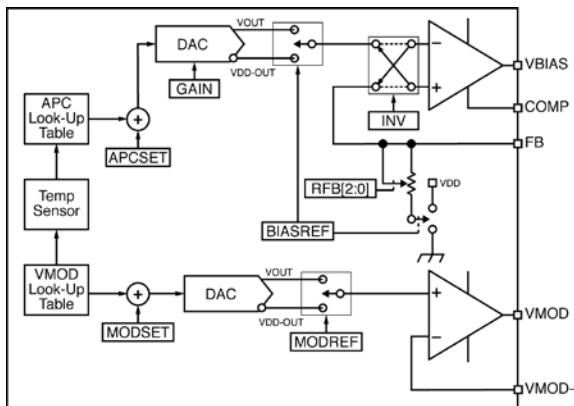 VOUT
DAC
VDD-OUT
GAIN
APC
Look-Up
Table
APCSET
INV
VBIAS
COMP
FB
RFB[2:0]
VDD
Temp
Sensor
BIASREF
VMOD
Look-Up
Table
MODSET
DAC
VOUT
VDD-OUT
MODREF
VMOD
VMOD-